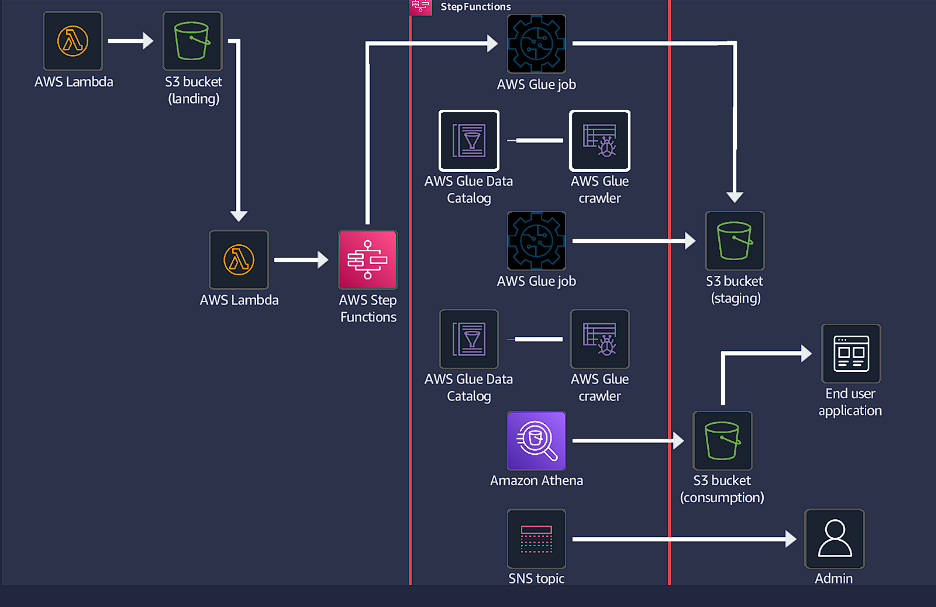 StepFunctions
AWS Lambda
S3 bucket
(landing)
AWS Glue job
AWS Glue Data
Catalog
AWS Glue
crawler
AWS Lambda
AWS Step
Functions
AWS Glue job
S3 bucket
(staging)
AWS Glue Data
Catalog
AWS Glue
crawler
End user
application
Amazon Athena
S3 bucket
(consumption)
SNS topic
Admin